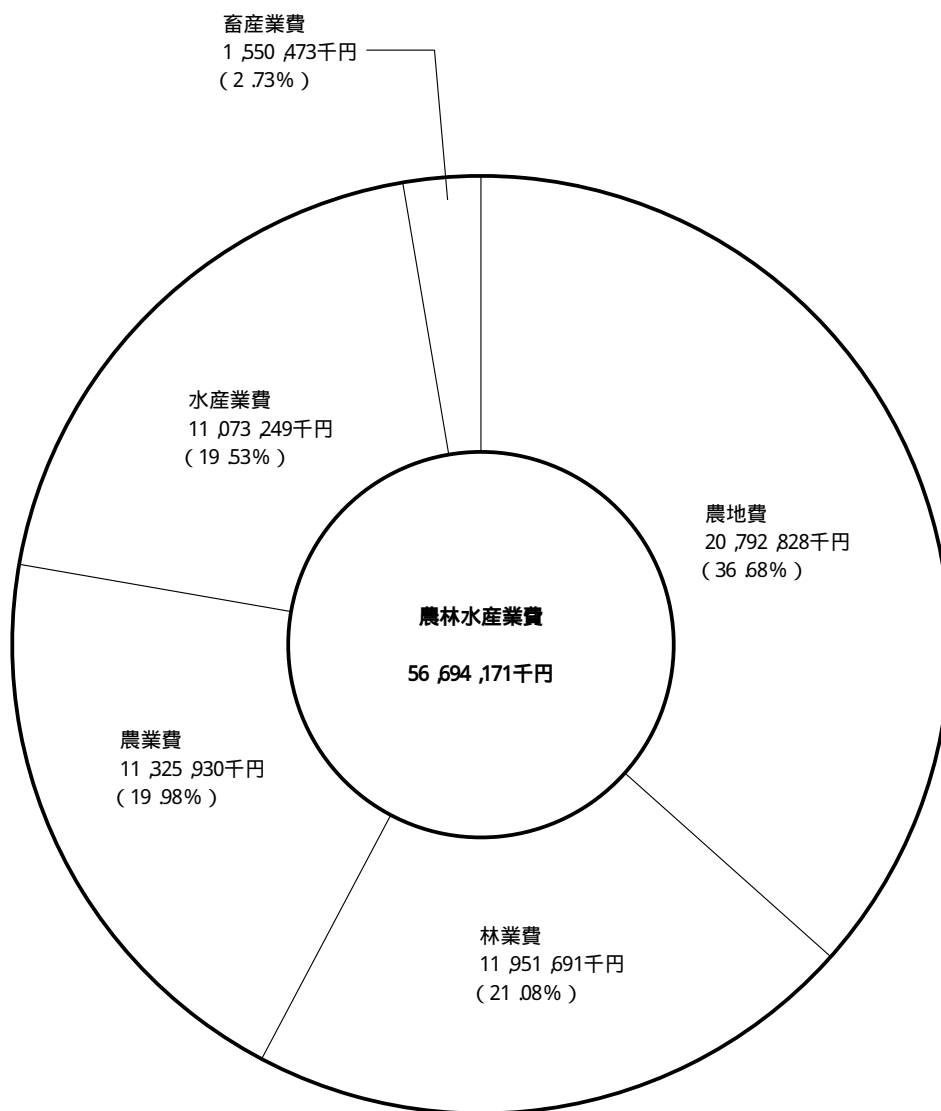 畜産業費
1,550,473千円
(2.73%)
水産業費
11,073,249千円
(19.53%)
農地費
20,792,828千円
(36.68%)
農林水産業費
56,694,171千円
農業費
11,325,930千円
(19.98%)
林業費
11,951,691千円
(21.08%)